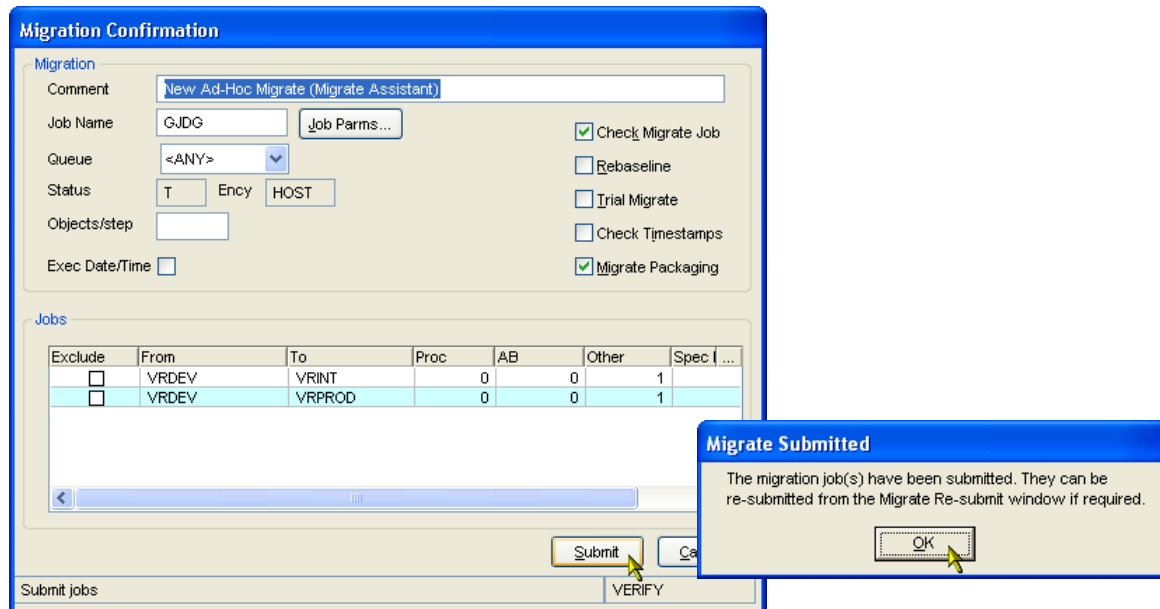 Migration Confirmation
Migration
Comment New Ad-Hoc Migrate (Migrate Assistant)
Job Name GJDG Job Parms...
Check Migrate Job
Queue <ANY>
Rebaseline
Status T Ency HOST
Trial Migrate
Objects/step
Check Timestamps
Exec Date/Time
Migrate Packaging
Jobs
Exclude From To Proc AB Other Spec ...
VRDEV VRINT 0 0 1
VRDEV VRPROD 0 0 1
Submit
Submit jobs VERIFY
Migrate Submitted
The migration job(s) have been submitted. They can be
re-submitted from the Migrate Re-submit window if required.
OK